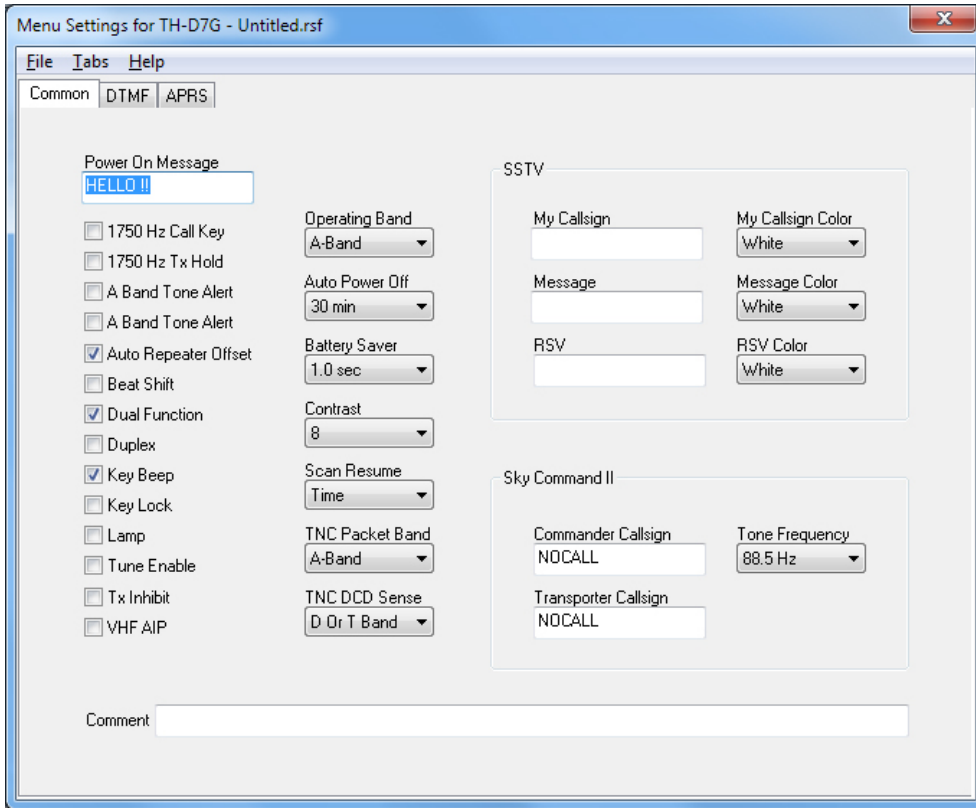 Menu Settings for TH-D7G - Untitled.rsf
File Tabs Help
Common DTMF APRS
Power On Message
HELLO !!
1750 Hz Call Key
1750 Hz Tx Hold
A Band Tone Alert
A Band Tone Alert
Auto Repeater Offset
Beat Shift
Dual Function
Duplex
Key Beep
Key Lock
Lamp
Tune Enable
Tx Inhibit
VHF AIP
Operating Band
A-Band
Auto Power Off
30 min
Battery Saver
1.0 sec
Contrast
8
Scan Resume
Time
TNC Packet Band
A-Band
TNC DCD Sense
D Or T Band
SSTV
My Callsign
My Callsign Color
White
Message
Message Color
White
RSV
RSV Color
White
Sky Command II
Commander Callsign
NOCALL
Tone Frequency
88.5 Hz
Transporter Callsign
NOCALL
Comment